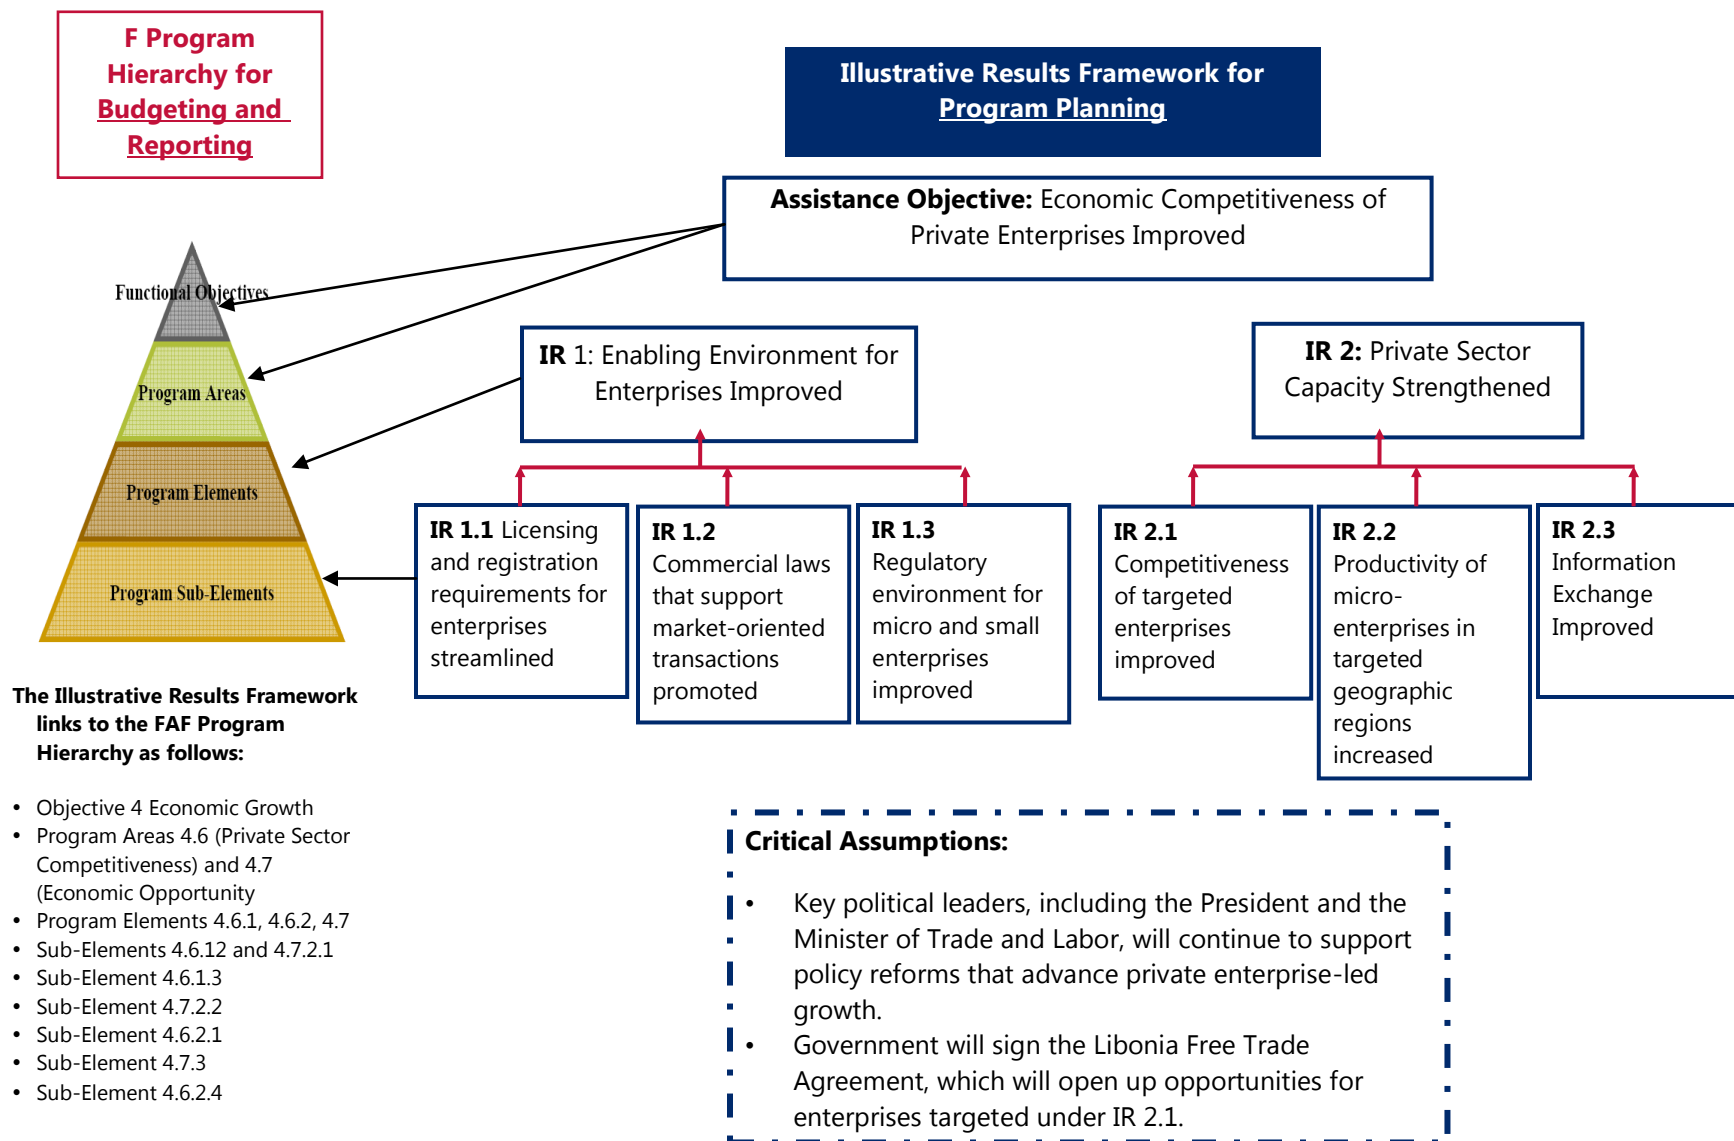 F Program
Hierarchy for
Budgeting and
Reporting
Illustrative Results Framework for
Program Planning
Assistance Objective: Economic Competitiveness of
Private Enterprises Improved
Functional Objectives
Program Areas
Program Elements
Program Sub-Elements
IR 1: Enabling Environment for
Enterprises Improved
IR 2: Private Sector
Capacity Strengthened
IR 1.1 Licensing
and registration
requirements for
enterprises
streamlined
IR 1.2
Commercial laws
that support
market-oriented
transactions
promoted
IR 1.3
Regulatory
environment for
micro and small
enterprises
improved
IR 2.1
Competitiveness
of targeted
enterprises
improved
IR 2.2
Productivity of
micro-
enterprises in
targeted
geographic
regions
increased
IR 2.3
Information
Exchange
Improved
The Illustrative Results Framework
links to the FAF Program
Hierarchy as follows:
• Objective 4 Economic Growth
• Program Areas 4.6 (Private Sector
Competitiveness) and 4.7
(Economic Opportunity
• Program Elements 4.6.1, 4.6.2, 4.7
• Sub-Elements 4.6.12 and 4.7.2.1
• Sub-Element 4.6.1.3
• Sub-Element 4.7.2.2
• Sub-Element 4.6.2.1
• Sub-Element 4.7.3
• Sub-Element 4.6.2.4
Critical Assumptions:
• Key political leaders, including the President and the
Minister of Trade and Labor, will continue to support
policy reforms that advance private enterprise-led
growth.
• Government will sign the Libonia Free Trade
Agreement, which will open up opportunities for
enterprises targeted under IR 2.1.